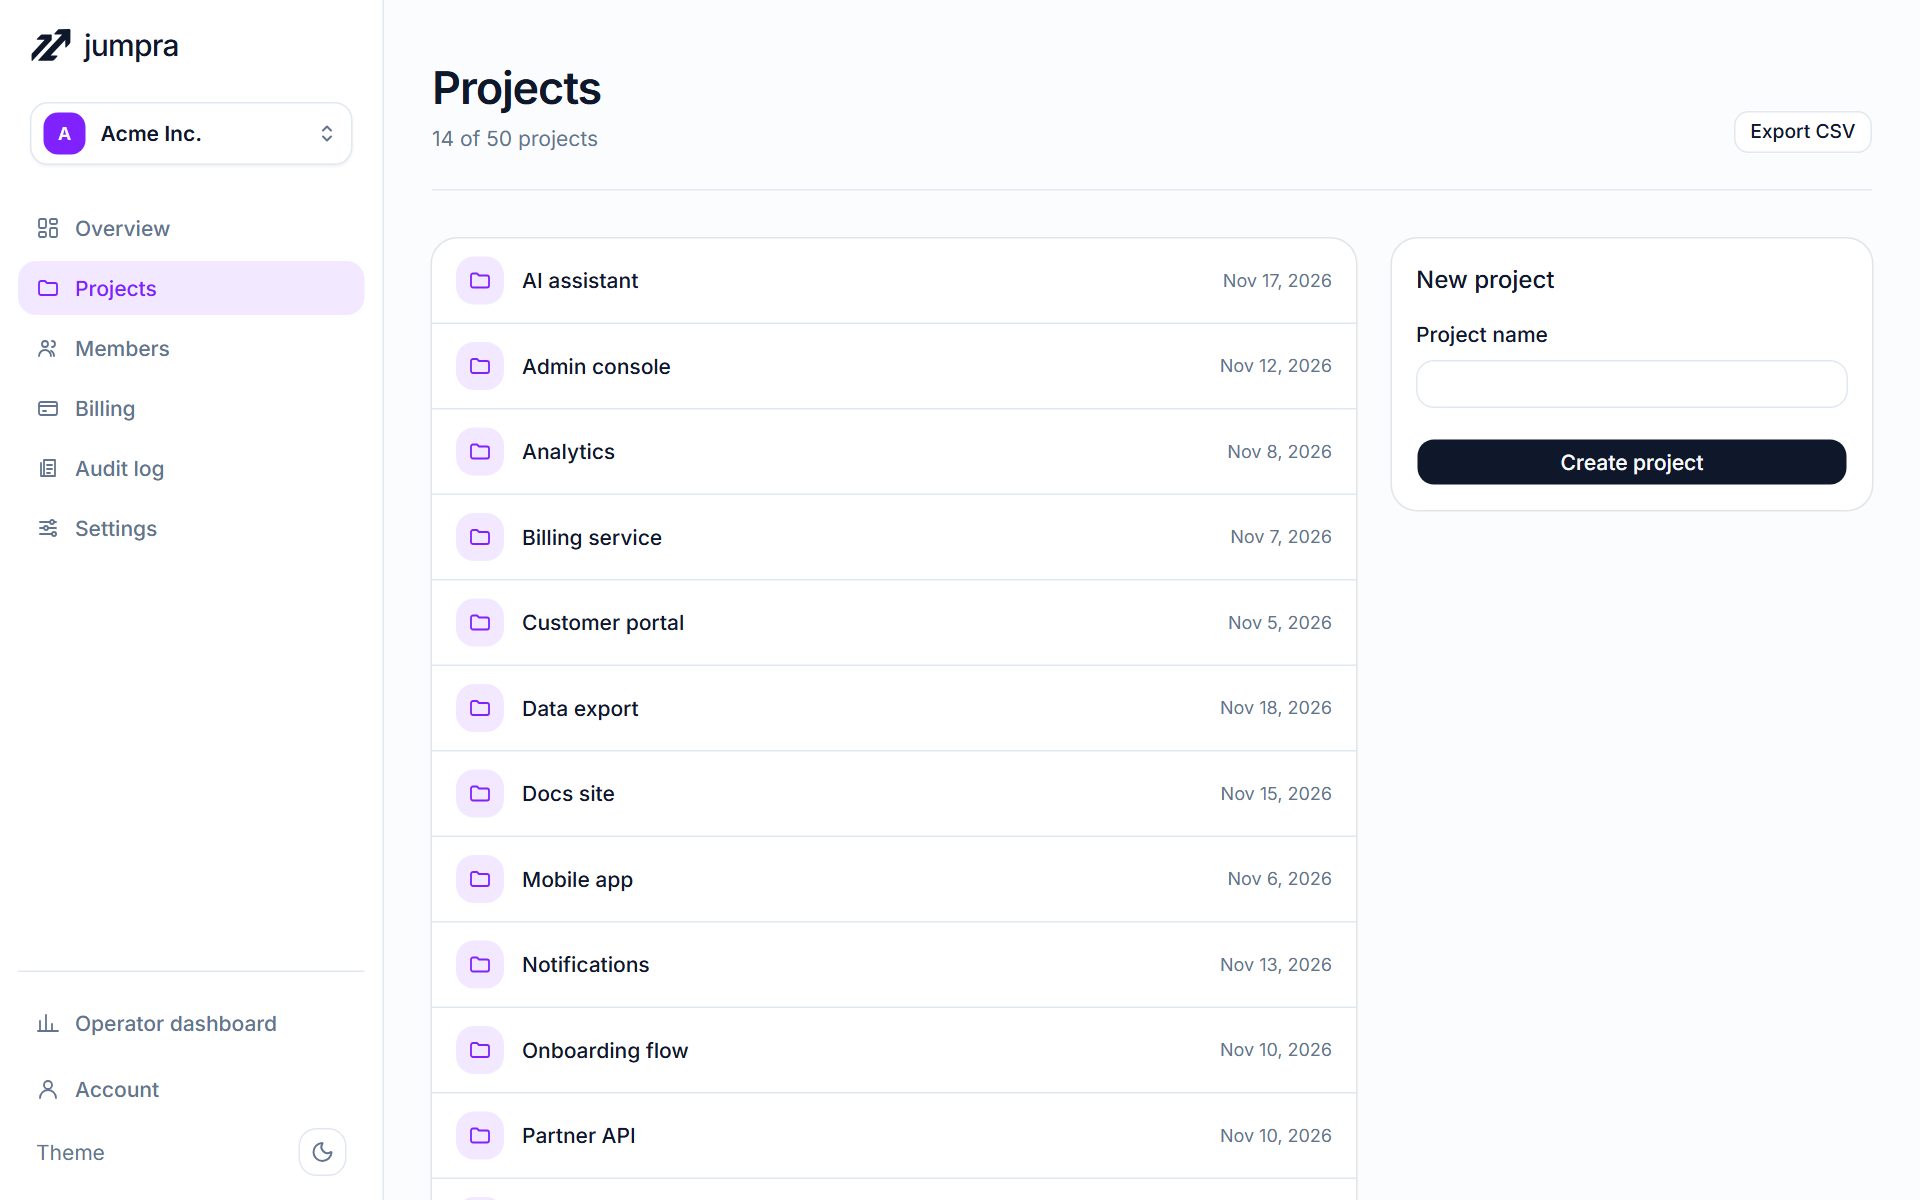 jumpra
A Acme Inc.
Overview
Projects
Members
Billing
Audit log
Settings
Operator dashboard
Account
Theme
Projects
14 of 50 projects
Export CSV
AI assistant Nov 17, 2026
Admin console Nov 12, 2026
Analytics Nov 8, 2026
Billing service Nov 7, 2026
Customer portal Nov 5, 2026
Data export Nov 18, 2026
Docs site Nov 15, 2026
Mobile app Nov 6, 2026
Notifications Nov 13, 2026
Onboarding flow Nov 10, 2026
Partner API Nov 10, 2026
New project
Project name
Create project